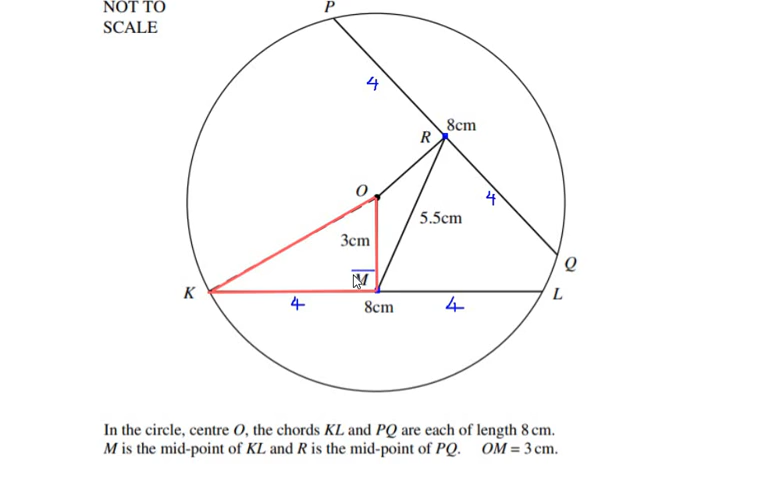 NOT TO
SCALE
P
4
8cm
R
O
4
5.5cm
3cm
Q
M
K
L
4
8cm
4
In the circle, centre O, the chords KL and PQ are each of length 8 cm.
M is the mid-point of KL and R is the mid-point of PQ. OM = 3 cm.